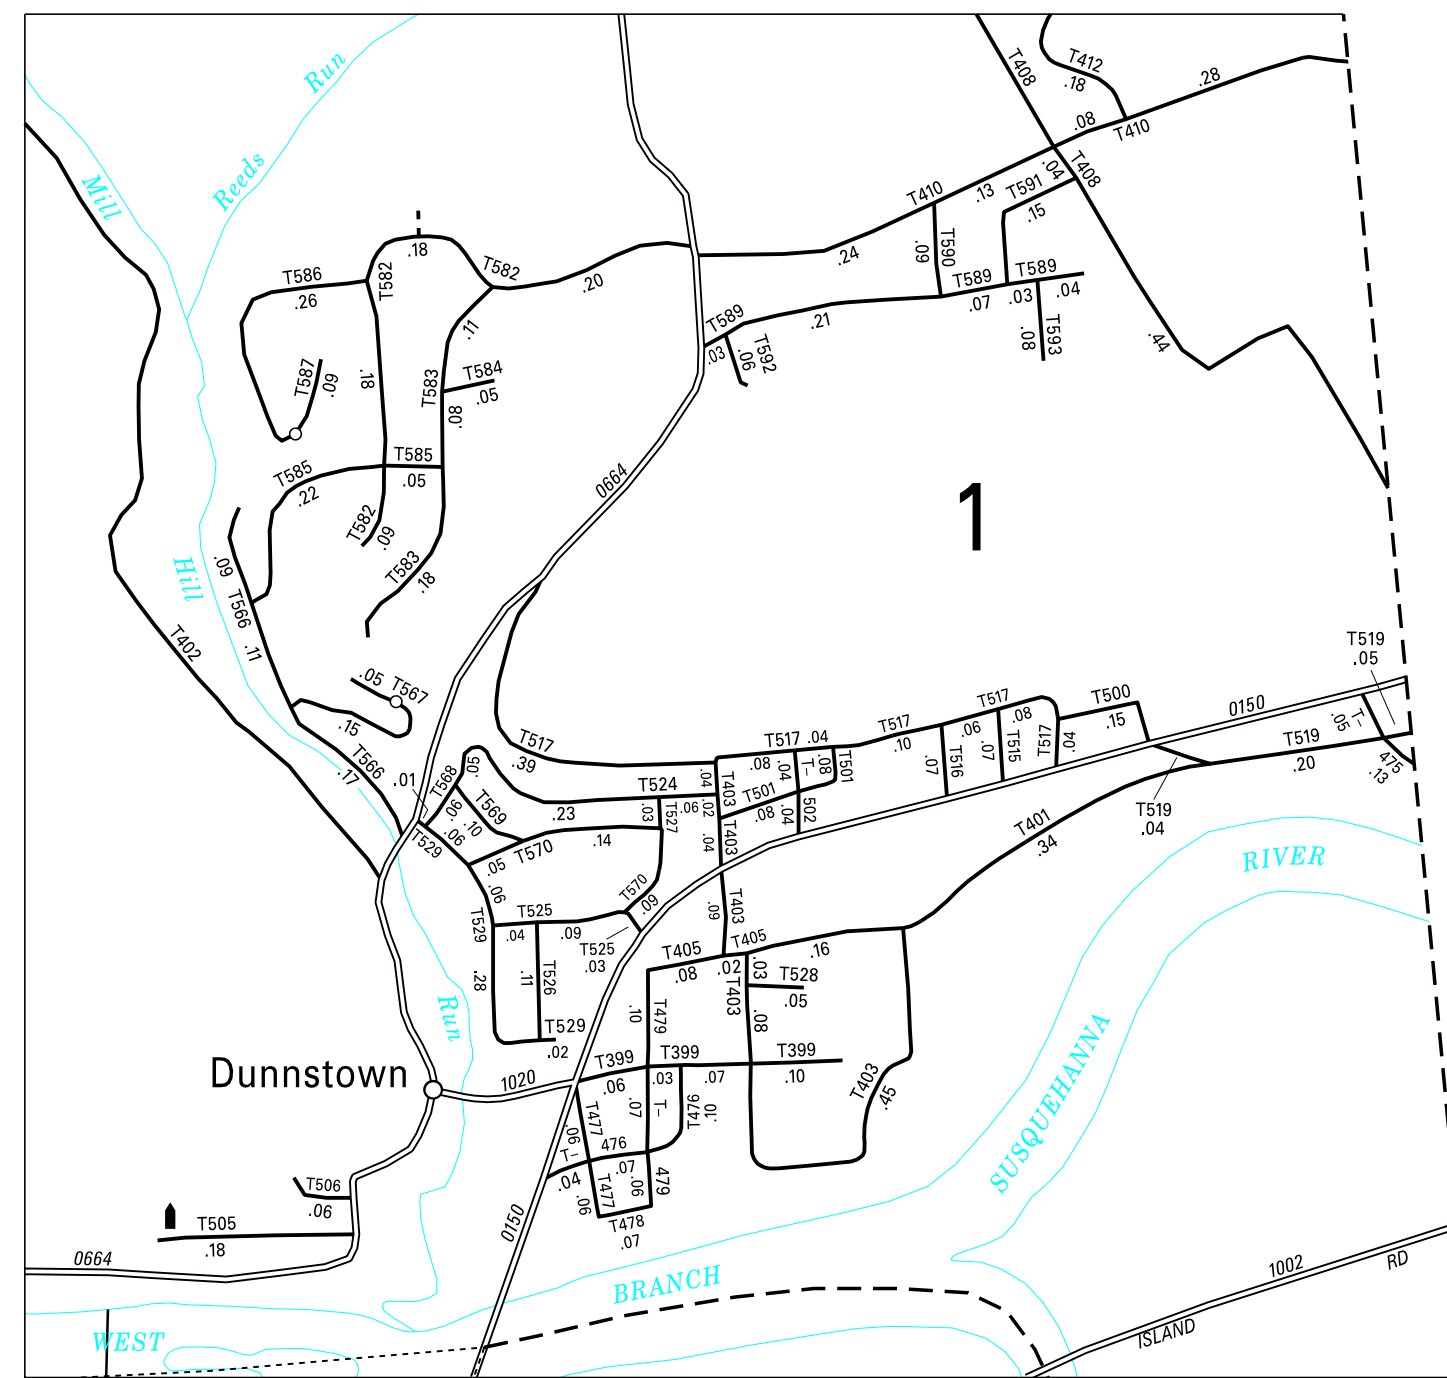 Run
Reeds
Mill
T408
T412
.18
.28
.08
T410
.04
T408
T591
.15
T410
.13
.24
T590
.09
T589
.07
T589
.03
.04
T593
.08
.44
T589
.03
T592
.06
.21
T582
.18
T582
.20
T586
.26
T587
.09
.18
.11
T583
T584
.05
.08
T585
.22
T585
.05
T582
.09
T583
.18
0664
1
Hill
.09
T566
.11
T402
.05
T567
.15
T566
.17
.01
T568
.05
.06
T569
.10
.06
T529
T517
.39
T524
.23
.03
T527
.06
.02
.04
T403
T517
.04
.08
.04
T–
.08
T501
T501
.08
.04
502
T403
.04
T517
.10
T517
.06
.08
T516
.07
T515
.07
T517
.04
T500
.15
0150
T519
.05
T–
.05
T519
.20
475
.13
T519
.04
T401
.34
T570
.14
.05
.06
T570
.09
T529
T525
.04
.09
T525
.03
.28
.11
T526
T529
.02
T403
.09
T405
.08
T405
.02
.16
.03
T528
.05
T403
.08
T479
.10
T399
.06
T399
.03
.07
T399
.10
T403
.45
1020
Dunnstown
Run
T477
.06
T–
476
.07
.07
T–
T476
.10
.04
T477
.06
.06
479
T478
.07
0150
T506
.06
T505
.18
0664
WEST
BRANCH
SUSQUEHANNA
RIVER
1002
ISLAND
RD